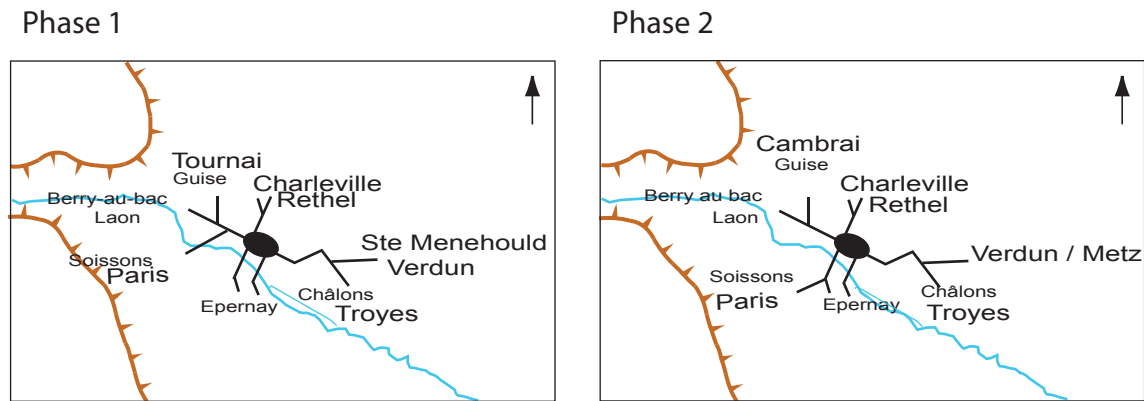 Phase 1
Tournai
Guise
Charleville
Rethel
Berry-au-bac
Laon
Ste Menehould
Verdun
Soissons
Paris
Châlons
Epernay
Troyes
Phase 2
Cambrai
Guise
Charleville
Rethel
Berry au bac
Laon
Verdun / Metz
Soissons
Paris
Châlons
Epernay
Troyes